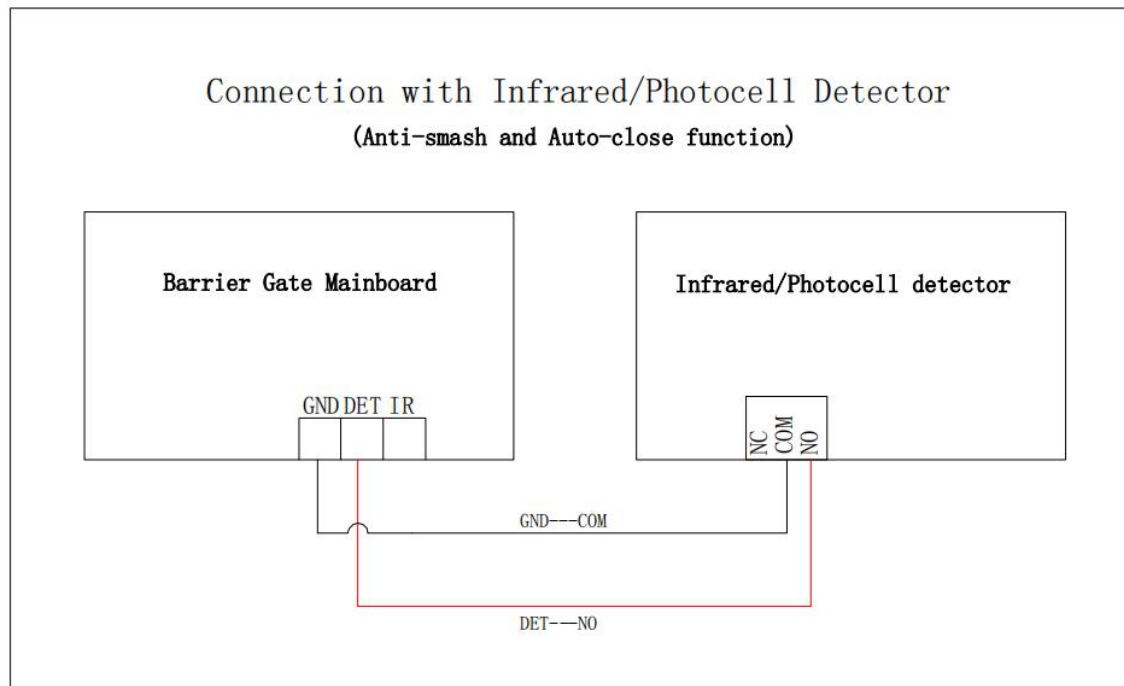 Connection with Infrared/Photocell Detector
(Anti-smash and Auto-close function)
Barrier Gate Mainboard
Infrared/Photocell detector
GND DET IR
NC
COM
NO
GND---COM
DET---NO